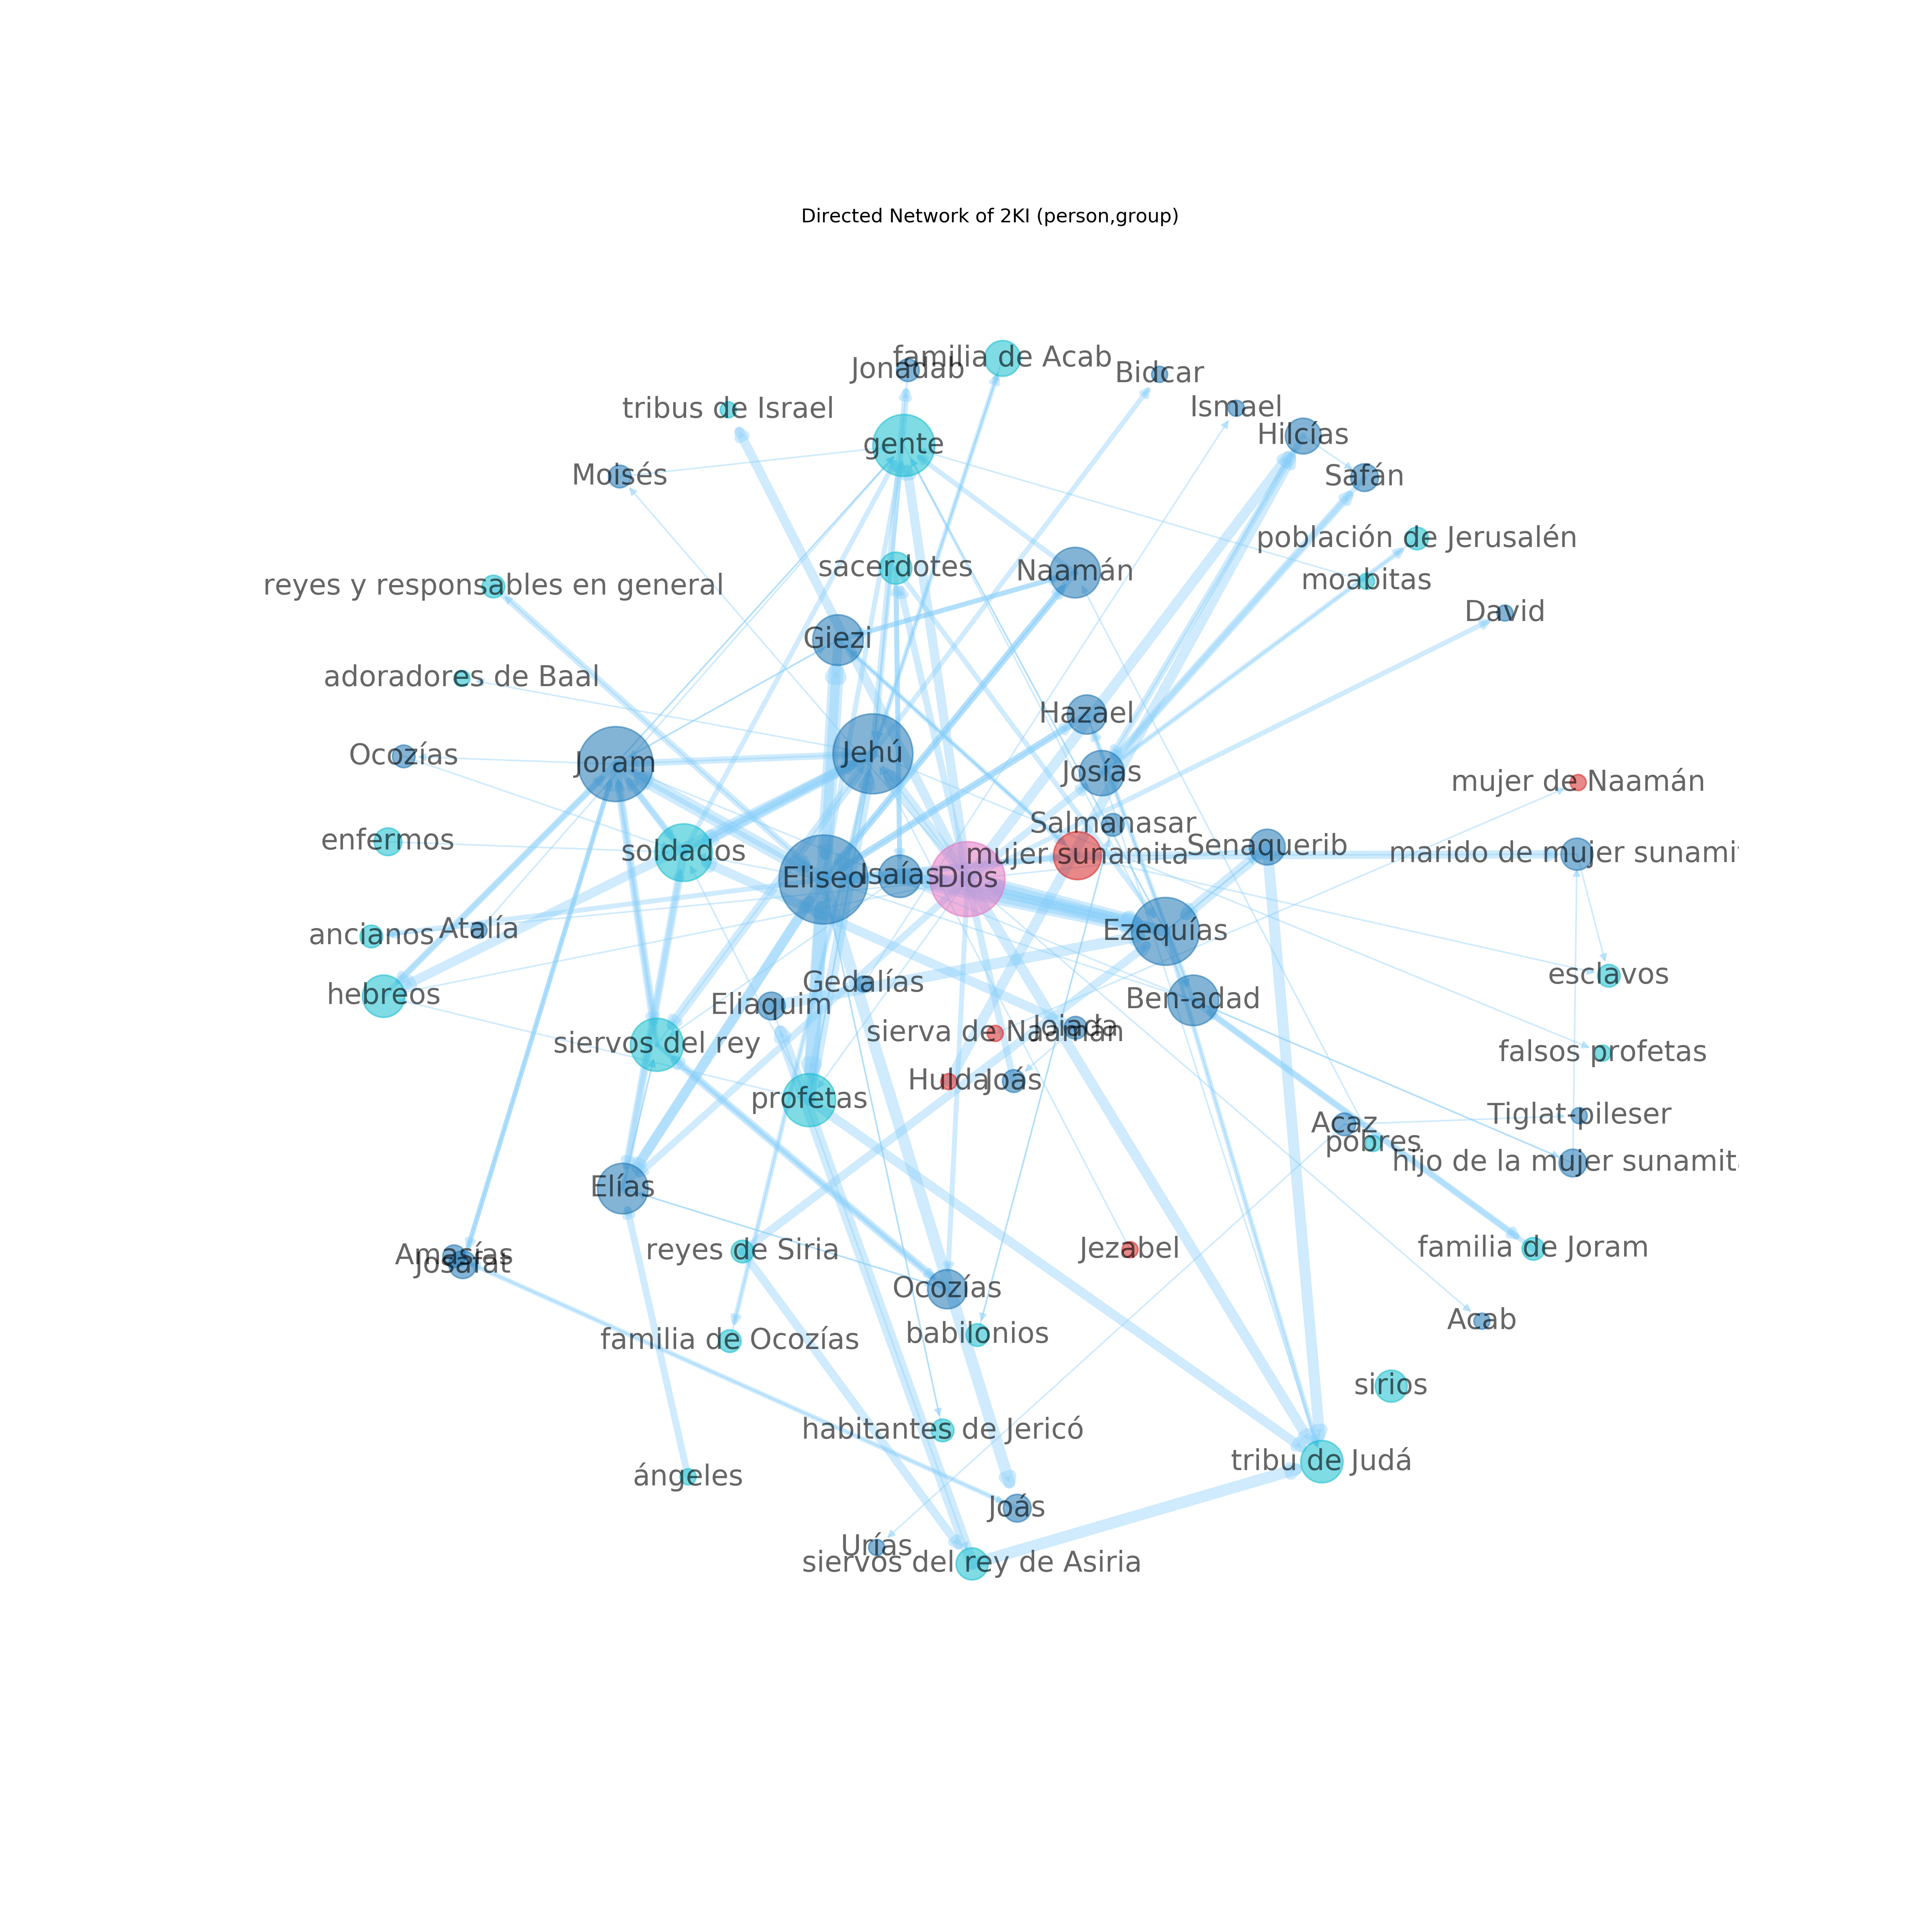 Directed Network of 2KI (person,group)
familia de Acab
Jonadab
Bidcar
tribus de Israel
Ismael
Hilcías
gente
Moisés
Safán
población de Jerusalén
sacerdotes
Naamán
moabitas
reyes y responsables en general
David
Giezi
adoradores de Baal
Hazael
Ocozías
Jehú
Joram
Josías
mujer de Naamán
Salmanasar
enfermos
soldados
Senaquerib
mujer sunamita
marido de mujer sunami
Eliseo
Isaías
Dios
ancianos
Atalía
Ezequías
esclavos
Gedalías
hebreos
Eliaquim
Ben-adad
sierva de Naamán
Joiada
siervos del rey
falsos profetas
Hulda
Joás
profetas
Tiglat-pileser
Acaz
pobres
hijo de la mujer sunamita
Elías
Amasías
Josafat
reyes de Siria
Jezabel
familia de Joram
Ocozías
Acab
familia de Ocozías
babilonios
sirios
habitantes de Jericó
tribu de Judá
ángeles
Joás
Urías
siervos del rey de Asiria